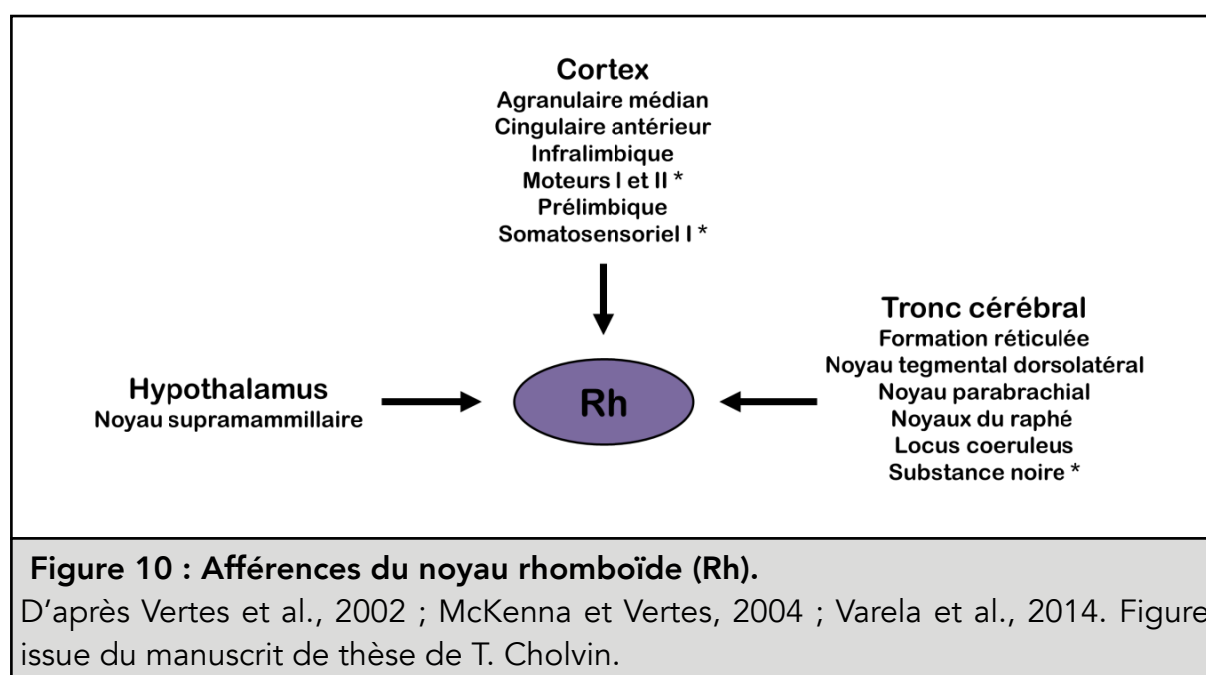 Cortex
Agranulaire médian
Cingulaire antérieur
Infralimbique
Moteurs I et II *
Prélimbique
Somatosensoriel I *
Hypothalamus
Noyau supramammillaire
Rh
Tronc cérébral
Formation réticulée
Noyau tegmental dorsolatéral
Noyau parabrachial
Noyaux du raphé
Locus coeruleus
Substance noire *
Figure 10 : Afférences du noyau rhomboïde (Rh).
D’après Vertes et al., 2002 ; McKenna et Vertes, 2004 ; Varela et al., 2014. Figure
issue du manuscrit de thèse de T. Cholvin.